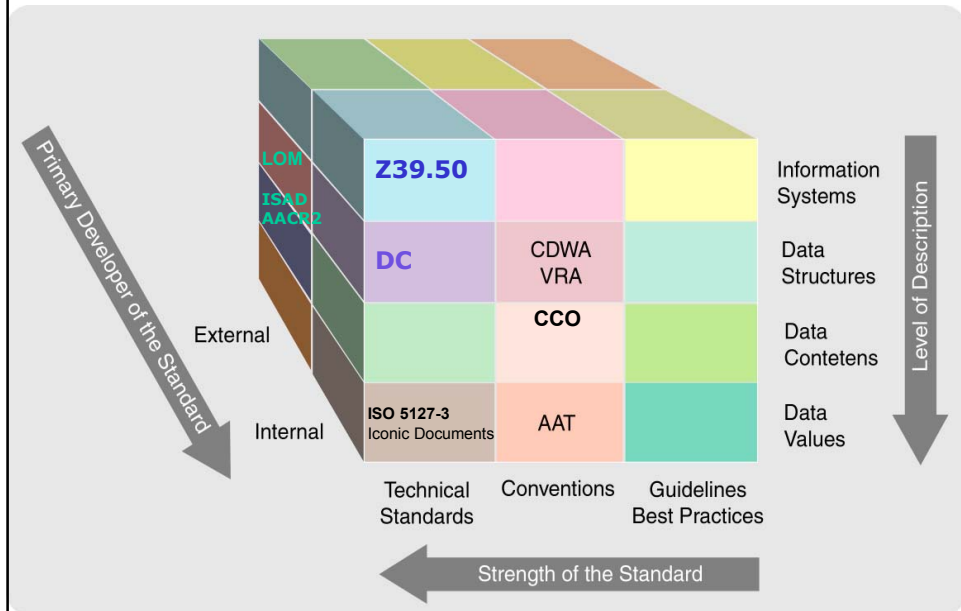 Primary Developer of the Standard
LOM
ISAD
AACR2
External
Internal
Z39.50
DC
CDWA
VRA
CCO
ISO 5127-3
Iconic Documents
AAT
Information
Systems
Data
Structures
Data
Contetens
Data
Values
Level of Description
Technical
Standards
Conventions
Guidelines
Best Practices
Strength of the Standard